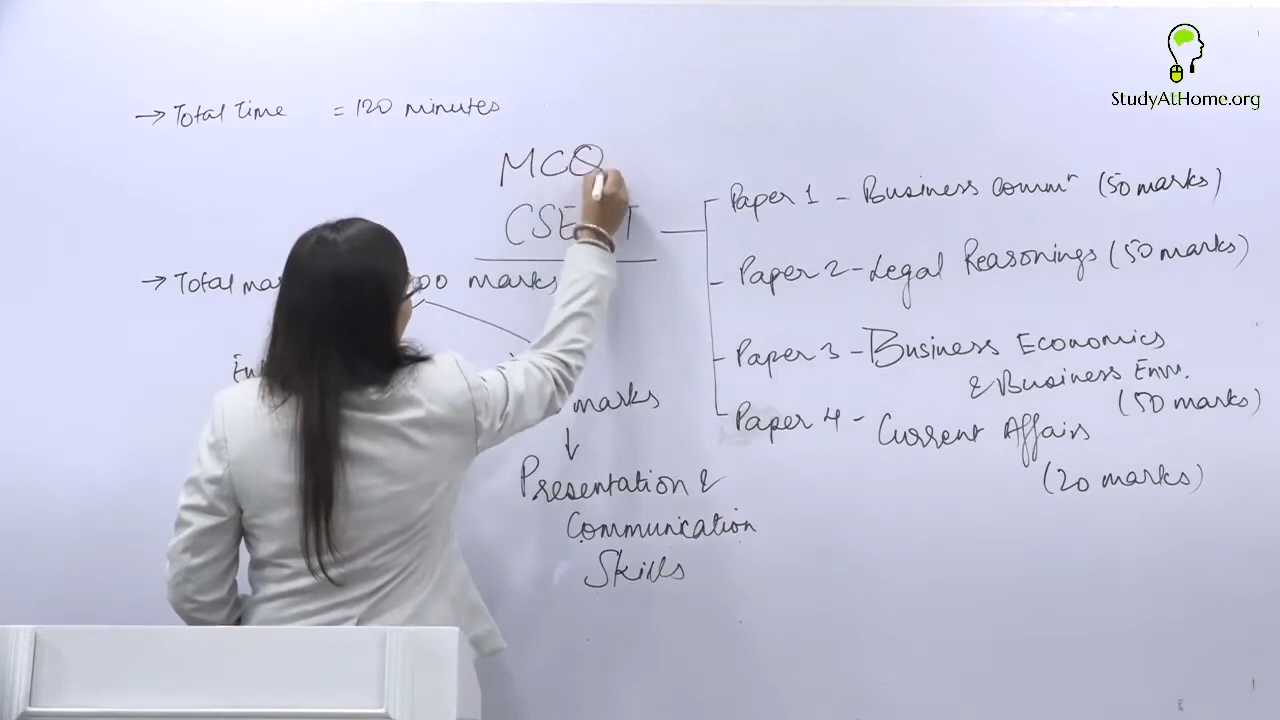 StudyAtHome.org
→ Total Time = 120 minutes
MCQ
CSE T
→ Total 00 marks
marks
↓
Presentation &
Communication
Skills
Paper 1 - Business Commⁿ (50 marks)
Paper 2 - Legal Reasonings (50 marks)
Paper 3 - Business Economics
& Business Env.
(50 marks)
Paper 4 - Current Affairs
(20 marks)